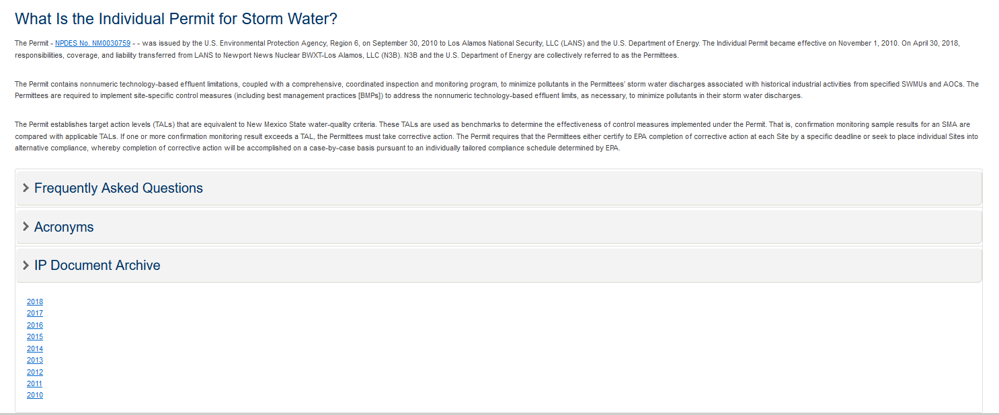 What Is the Individual Permit for Storm Water?
The Permit - NPDES No. NM0030759 - - was issued by the U.S. Environmental Protection Agency, Region 6, on September 30, 2010 to Los Alamos National Security, LLC (LANS) and the U.S. Department of Energy. The Individual Permit became effective on November 1, 2010. On April 30, 2018,
responsibilities, coverage, and liability transferred from LANS to Newport News Nuclear BWXT-Los Alamos, LLC (N3B). N3B and the U.S. Department of Energy are collectively referred to as the Permittees.
The Permit contains nonnumeric technology-based effluent limitations, coupled with a comprehensive, coordinated inspection and monitoring program, to minimize pollutants in the Permittees' storm water discharges associated with historical industrial activities from specified SWMUs and AOCs. The
Permittees are required to implement site-specific control measures (including best management practices [BMPs]) to address the nonnumeric technology-based effluent limits, as necessary, to minimize pollutants in their storm water discharges.
The Permit establishes target action levels (TALs) that are equivalent to New Mexico State water-quality criteria. These TALs are used as benchmarks to determine the effectiveness of control measures implemented under the Permit. That is, confirmation monitoring sample results for an SMA are
compared with applicable TALs. If one or more confirmation monitoring result exceeds a TAL, the Permittees must take corrective action. The Permit requires that the Permittees either certify to EPA completion of corrective action at each Site by a specific deadline or seek to place individual Sites into
alternative compliance, whereby completion of corrective action will be accomplished on a case-by-case basis pursuant to an individually tailored compliance schedule determined by EPA.
Frequently Asked Questions
Acronyms
IP Document Archive
2018
2017
2016
2015
2014
2013
2012
2011
2010